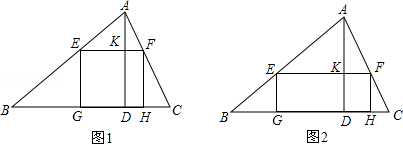 A
E K F
B G D H C
图1
A
E K F
B G D H C
图2